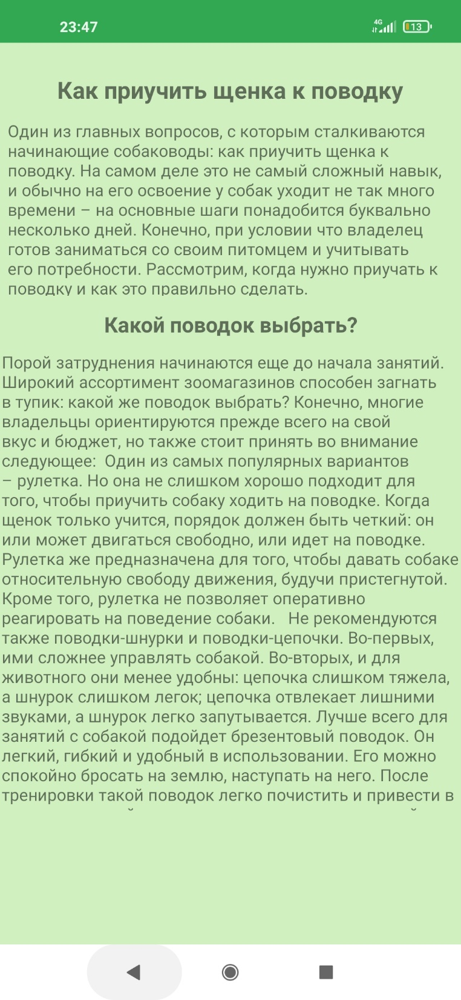 23:47
4G
13
Как приучить щенка к поводку
Один из главных вопросов, с которым сталкиваются
начинающие собаководы: как приучить щенка к
поводку. На самом деле это не самый сложный навык,
и обычно на его освоение у собак уходит не так много
времени – на основные шаги понадобится буквально
несколько дней. Конечно, при условии что владелец
готов заниматься со своим питомцем и учитывать
его потребности. Рассмотрим, когда нужно приучать к
поводку и как это правильно сделать.
Какой поводок выбрать?
Порой затруднения начинаются еще до начала занятий.
Широкий ассортимент зоомагазинов способен загнать
в тупик: какой же поводок выбрать? Конечно, многие
владельцы ориентируются прежде всего на свой
вкус и бюджет, но также стоит принять во внимание
следующее:  Один из самых популярных вариантов
– рулетка. Но она не слишком хорошо подходит для
того, чтобы приучить собаку ходить на поводке. Когда
щенок только учится, порядок должен быть четкий: он
или может двигаться свободно, или идет на поводке.
Рулетка же предназначена для того, чтобы давать собаке
относительную свободу движения, будучи пристегнутой.
Кроме того, рулетка не позволяет оперативно
реагировать на поведение собаки.   Не рекомендуются
также поводки-шнурки и поводки-цепочки. Во-первых,
ими сложнее управлять собакой. Во-вторых, и для
животного они менее удобны: цепочка слишком тяжела,
а шнурок слишком легок; цепочка отвлекает лишними
звуками, а шнурок легко запутывается. Лучше всего для
занятий с собакой подойдет брезентовый поводок. Он
легкий, гибкий и удобный в использовании. Его можно
спокойно бросать на землю, наступать на него. После
тренировки такой поводок легко почистить и привести в